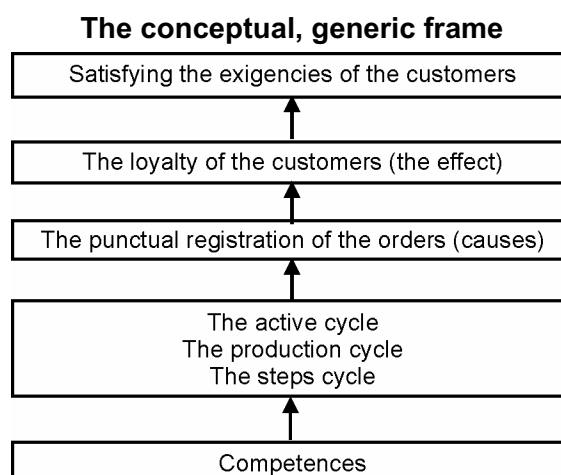 The conceptual, generic frame
Satisfying the exigencies of the customers
The loyalty of the customers (the effect)
The punctual registration of the orders (causes)
The active cycle
The production cycle
The steps cycle
Competences